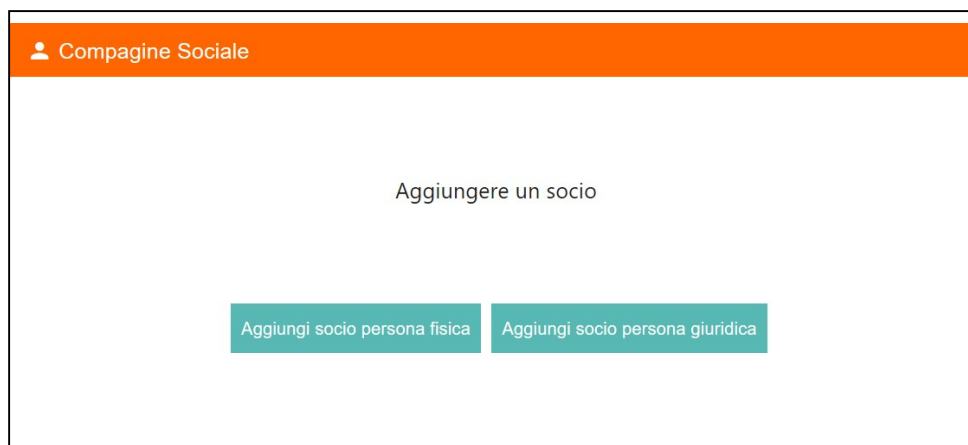 Compagine Sociale
Aggiungere un socio
Aggiungi socio persona fisica
Aggiungi socio persona giuridica